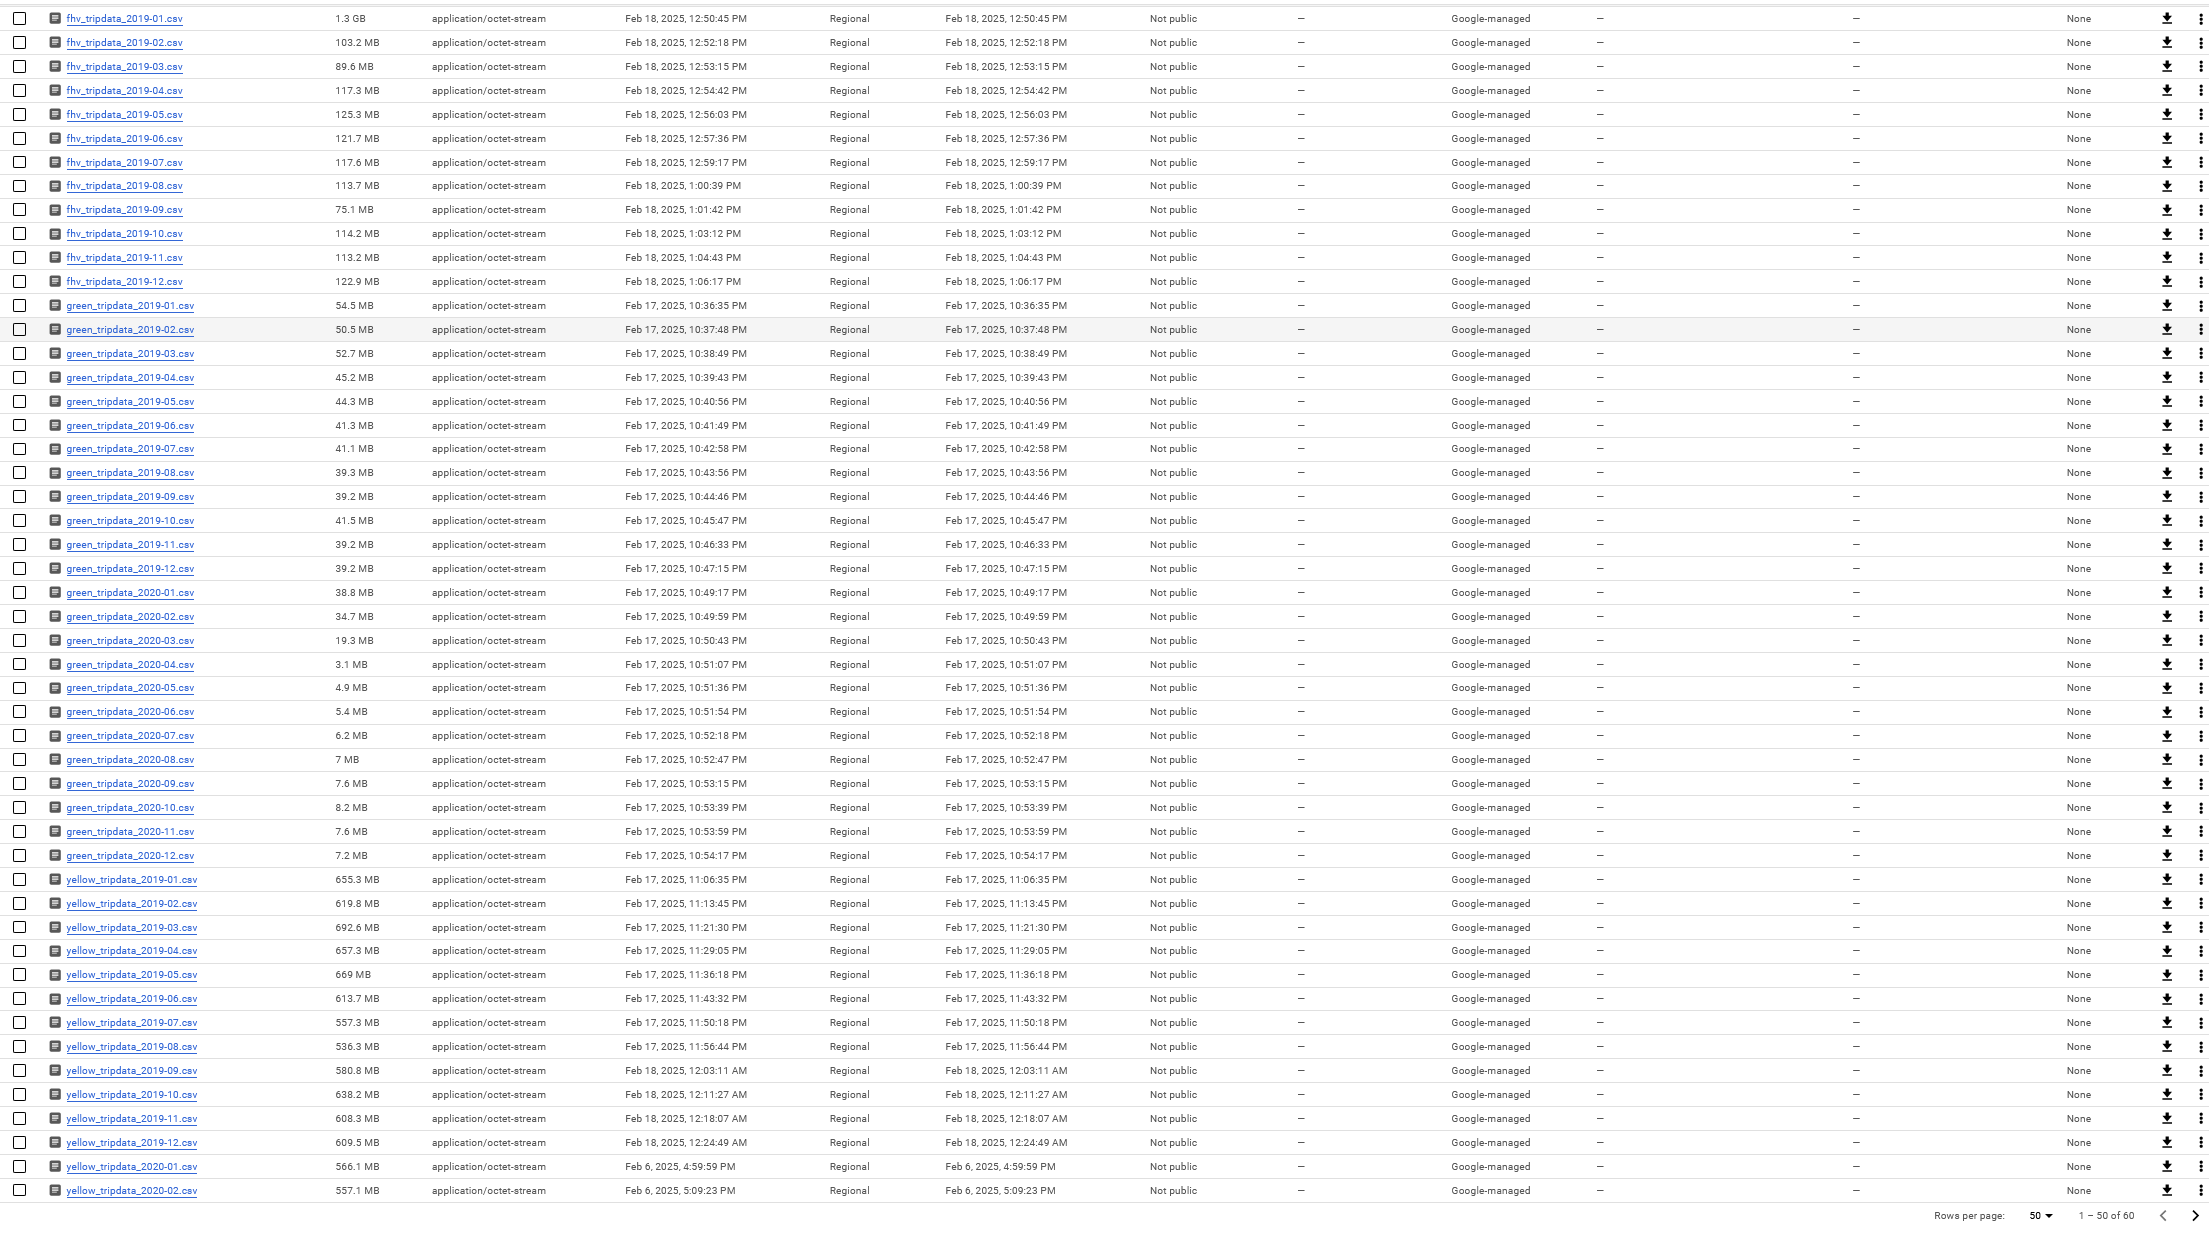 fhv_tripdata_2019-01.csv 1.3 GB application/octet-stream Feb 18, 2025, 12:50:45 PM Regional Feb 18, 2025, 12:50:45 PM Not public — Google-managed — — None
fhv_tripdata_2019-02.csv 103.2 MB application/octet-stream Feb 18, 2025, 12:52:18 PM Regional Feb 18, 2025, 12:52:18 PM Not public — Google-managed — — None
fhv_tripdata_2019-03.csv 89.6 MB application/octet-stream Feb 18, 2025, 12:53:15 PM Regional Feb 18, 2025, 12:53:15 PM Not public — Google-managed — — None
fhv_tripdata_2019-04.csv 117.3 MB application/octet-stream Feb 18, 2025, 12:54:42 PM Regional Feb 18, 2025, 12:54:42 PM Not public — Google-managed — — None
fhv_tripdata_2019-05.csv 125.3 MB application/octet-stream Feb 18, 2025, 12:56:03 PM Regional Feb 18, 2025, 12:56:03 PM Not public — Google-managed — — None
fhv_tripdata_2019-06.csv 121.7 MB application/octet-stream Feb 18, 2025, 12:57:36 PM Regional Feb 18, 2025, 12:57:36 PM Not public — Google-managed — — None
fhv_tripdata_2019-07.csv 117.6 MB application/octet-stream Feb 18, 2025, 12:59:17 PM Regional Feb 18, 2025, 12:59:17 PM Not public — Google-managed — — None
fhv_tripdata_2019-08.csv 113.7 MB application/octet-stream Feb 18, 2025, 1:00:39 PM Regional Feb 18, 2025, 1:00:39 PM Not public — Google-managed — — None
fhv_tripdata_2019-09.csv 75.1 MB application/octet-stream Feb 18, 2025, 1:01:42 PM Regional Feb 18, 2025, 1:01:42 PM Not public — Google-managed — — None
fhv_tripdata_2019-10.csv 114.2 MB application/octet-stream Feb 18, 2025, 1:03:12 PM Regional Feb 18, 2025, 1:03:12 PM Not public — Google-managed — — None
fhv_tripdata_2019-11.csv 113.2 MB application/octet-stream Feb 18, 2025, 1:04:43 PM Regional Feb 18, 2025, 1:04:43 PM Not public — Google-managed — — None
fhv_tripdata_2019-12.csv 122.9 MB application/octet-stream Feb 18, 2025, 1:06:17 PM Regional Feb 18, 2025, 1:06:17 PM Not public — Google-managed — — None
green_tripdata_2019-01.csv 54.5 MB application/octet-stream Feb 17, 2025, 10:36:35 PM Regional Feb 17, 2025, 10:36:35 PM Not public — Google-managed — — None
green_tripdata_2019-02.csv 50.5 MB application/octet-stream Feb 17, 2025, 10:37:48 PM Regional Feb 17, 2025, 10:37:48 PM Not public — Google-managed — — None
green_tripdata_2019-03.csv 52.7 MB application/octet-stream Feb 17, 2025, 10:38:49 PM Regional Feb 17, 2025, 10:38:49 PM Not public — Google-managed — — None
green_tripdata_2019-04.csv 45.2 MB application/octet-stream Feb 17, 2025, 10:39:43 PM Regional Feb 17, 2025, 10:39:43 PM Not public — Google-managed — — None
green_tripdata_2019-05.csv 44.3 MB application/octet-stream Feb 17, 2025, 10:40:56 PM Regional Feb 17, 2025, 10:40:56 PM Not public — Google-managed — — None
green_tripdata_2019-06.csv 41.3 MB application/octet-stream Feb 17, 2025, 10:41:49 PM Regional Feb 17, 2025, 10:41:49 PM Not public — Google-managed — — None
green_tripdata_2019-07.csv 41.1 MB application/octet-stream Feb 17, 2025, 10:42:58 PM Regional Feb 17, 2025, 10:42:58 PM Not public — Google-managed — — None
green_tripdata_2019-08.csv 39.3 MB application/octet-stream Feb 17, 2025, 10:43:56 PM Regional Feb 17, 2025, 10:43:56 PM Not public — Google-managed — — None
green_tripdata_2019-09.csv 39.2 MB application/octet-stream Feb 17, 2025, 10:44:46 PM Regional Feb 17, 2025, 10:44:46 PM Not public — Google-managed — — None
green_tripdata_2019-10.csv 41.5 MB application/octet-stream Feb 17, 2025, 10:45:47 PM Regional Feb 17, 2025, 10:45:47 PM Not public — Google-managed — — None
green_tripdata_2019-11.csv 39.2 MB application/octet-stream Feb 17, 2025, 10:46:33 PM Regional Feb 17, 2025, 10:46:33 PM Not public — Google-managed — — None
green_tripdata_2019-12.csv 39.2 MB application/octet-stream Feb 17, 2025, 10:47:15 PM Regional Feb 17, 2025, 10:47:15 PM Not public — Google-managed — — None
green_tripdata_2020-01.csv 38.8 MB application/octet-stream Feb 17, 2025, 10:49:17 PM Regional Feb 17, 2025, 10:49:17 PM Not public — Google-managed — — None
green_tripdata_2020-02.csv 34.7 MB application/octet-stream Feb 17, 2025, 10:49:59 PM Regional Feb 17, 2025, 10:49:59 PM Not public — Google-managed — — None
green_tripdata_2020-03.csv 19.3 MB application/octet-stream Feb 17, 2025, 10:50:43 PM Regional Feb 17, 2025, 10:50:43 PM Not public — Google-managed — — None
green_tripdata_2020-04.csv 3.1 MB application/octet-stream Feb 17, 2025, 10:51:07 PM Regional Feb 17, 2025, 10:51:07 PM Not public — Google-managed — — None
green_tripdata_2020-05.csv 4.9 MB application/octet-stream Feb 17, 2025, 10:51:36 PM Regional Feb 17, 2025, 10:51:36 PM Not public — Google-managed — — None
green_tripdata_2020-06.csv 5.4 MB application/octet-stream Feb 17, 2025, 10:51:54 PM Regional Feb 17, 2025, 10:51:54 PM Not public — Google-managed — — None
green_tripdata_2020-07.csv 6.2 MB application/octet-stream Feb 17, 2025, 10:52:18 PM Regional Feb 17, 2025, 10:52:18 PM Not public — Google-managed — — None
green_tripdata_2020-08.csv 7 MB application/octet-stream Feb 17, 2025, 10:52:47 PM Regional Feb 17, 2025, 10:52:47 PM Not public — Google-managed — — None
green_tripdata_2020-09.csv 7.6 MB application/octet-stream Feb 17, 2025, 10:53:15 PM Regional Feb 17, 2025, 10:53:15 PM Not public — Google-managed — — None
green_tripdata_2020-10.csv 8.2 MB application/octet-stream Feb 17, 2025, 10:53:39 PM Regional Feb 17, 2025, 10:53:39 PM Not public — Google-managed — — None
green_tripdata_2020-11.csv 7.6 MB application/octet-stream Feb 17, 2025, 10:53:59 PM Regional Feb 17, 2025, 10:53:59 PM Not public — Google-managed — — None
green_tripdata_2020-12.csv 7.2 MB application/octet-stream Feb 17, 2025, 10:54:17 PM Regional Feb 17, 2025, 10:54:17 PM Not public — Google-managed — — None
yellow_tripdata_2019-01.csv 655.3 MB application/octet-stream Feb 17, 2025, 11:06:35 PM Regional Feb 17, 2025, 11:06:35 PM Not public — Google-managed — — None
yellow_tripdata_2019-02.csv 619.8 MB application/octet-stream Feb 17, 2025, 11:13:45 PM Regional Feb 17, 2025, 11:13:45 PM Not public — Google-managed — — None
yellow_tripdata_2019-03.csv 692.6 MB application/octet-stream Feb 17, 2025, 11:21:30 PM Regional Feb 17, 2025, 11:21:30 PM Not public — Google-managed — — None
yellow_tripdata_2019-04.csv 657.3 MB application/octet-stream Feb 17, 2025, 11:29:05 PM Regional Feb 17, 2025, 11:29:05 PM Not public — Google-managed — — None
yellow_tripdata_2019-05.csv 669 MB application/octet-stream Feb 17, 2025, 11:36:18 PM Regional Feb 17, 2025, 11:36:18 PM Not public — Google-managed — — None
yellow_tripdata_2019-06.csv 613.7 MB application/octet-stream Feb 17, 2025, 11:43:32 PM Regional Feb 17, 2025, 11:43:32 PM Not public — Google-managed — — None
yellow_tripdata_2019-07.csv 557.3 MB application/octet-stream Feb 17, 2025, 11:50:18 PM Regional Feb 17, 2025, 11:50:18 PM Not public — Google-managed — — None
yellow_tripdata_2019-08.csv 536.3 MB application/octet-stream Feb 17, 2025, 11:56:44 PM Regional Feb 17, 2025, 11:56:44 PM Not public — Google-managed — — None
yellow_tripdata_2019-09.csv 580.8 MB application/octet-stream Feb 18, 2025, 12:03:11 AM Regional Feb 18, 2025, 12:03:11 AM Not public — Google-managed — — None
yellow_tripdata_2019-10.csv 638.2 MB application/octet-stream Feb 18, 2025, 12:11:27 AM Regional Feb 18, 2025, 12:11:27 AM Not public — Google-managed — — None
yellow_tripdata_2019-11.csv 608.3 MB application/octet-stream Feb 18, 2025, 12:18:07 AM Regional Feb 18, 2025, 12:18:07 AM Not public — Google-managed — — None
yellow_tripdata_2019-12.csv 609.5 MB application/octet-stream Feb 18, 2025, 12:24:49 AM Regional Feb 18, 2025, 12:24:49 AM Not public — Google-managed — — None
yellow_tripdata_2020-01.csv 566.1 MB application/octet-stream Feb 6, 2025, 4:59:59 PM Regional Feb 6, 2025, 4:59:59 PM Not public — Google-managed — — None
yellow_tripdata_2020-02.csv 557.1 MB application/octet-stream Feb 6, 2025, 5:09:23 PM Regional Feb 6, 2025, 5:09:23 PM Not public — Google-managed — — None
Rows per page: 50 1 – 50 of 60